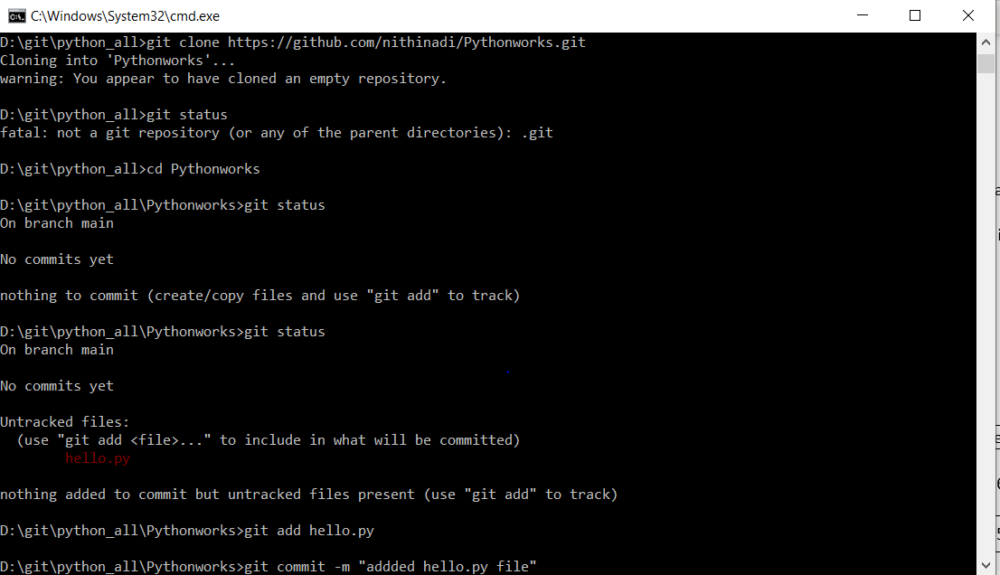 C:\Windows\System32\cmd.exe
D:\git\python_all>git clone https://github.com/nithinadi/Pythonworks.git
Cloning into 'Pythonworks'...
warning: You appear to have cloned an empty repository.
D:\git\python_all>git status
fatal: not a git repository (or any of the parent directories): .git
D:\git\python_all>cd Pythonworks
D:\git\python_all\Pythonworks>git status
On branch main
No commits yet
nothing to commit (create/copy files and use "git add" to track)
D:\git\python_all\Pythonworks>git status
On branch main
No commits yet
Untracked files:
  (use "git add <file>..." to include in what will be committed)
        hello.py
nothing added to commit but untracked files present (use "git add" to track)
D:\git\python_all\Pythonworks>git add hello.py
D:\git\python_all\Pythonworks>git commit -m "addded hello.py file"